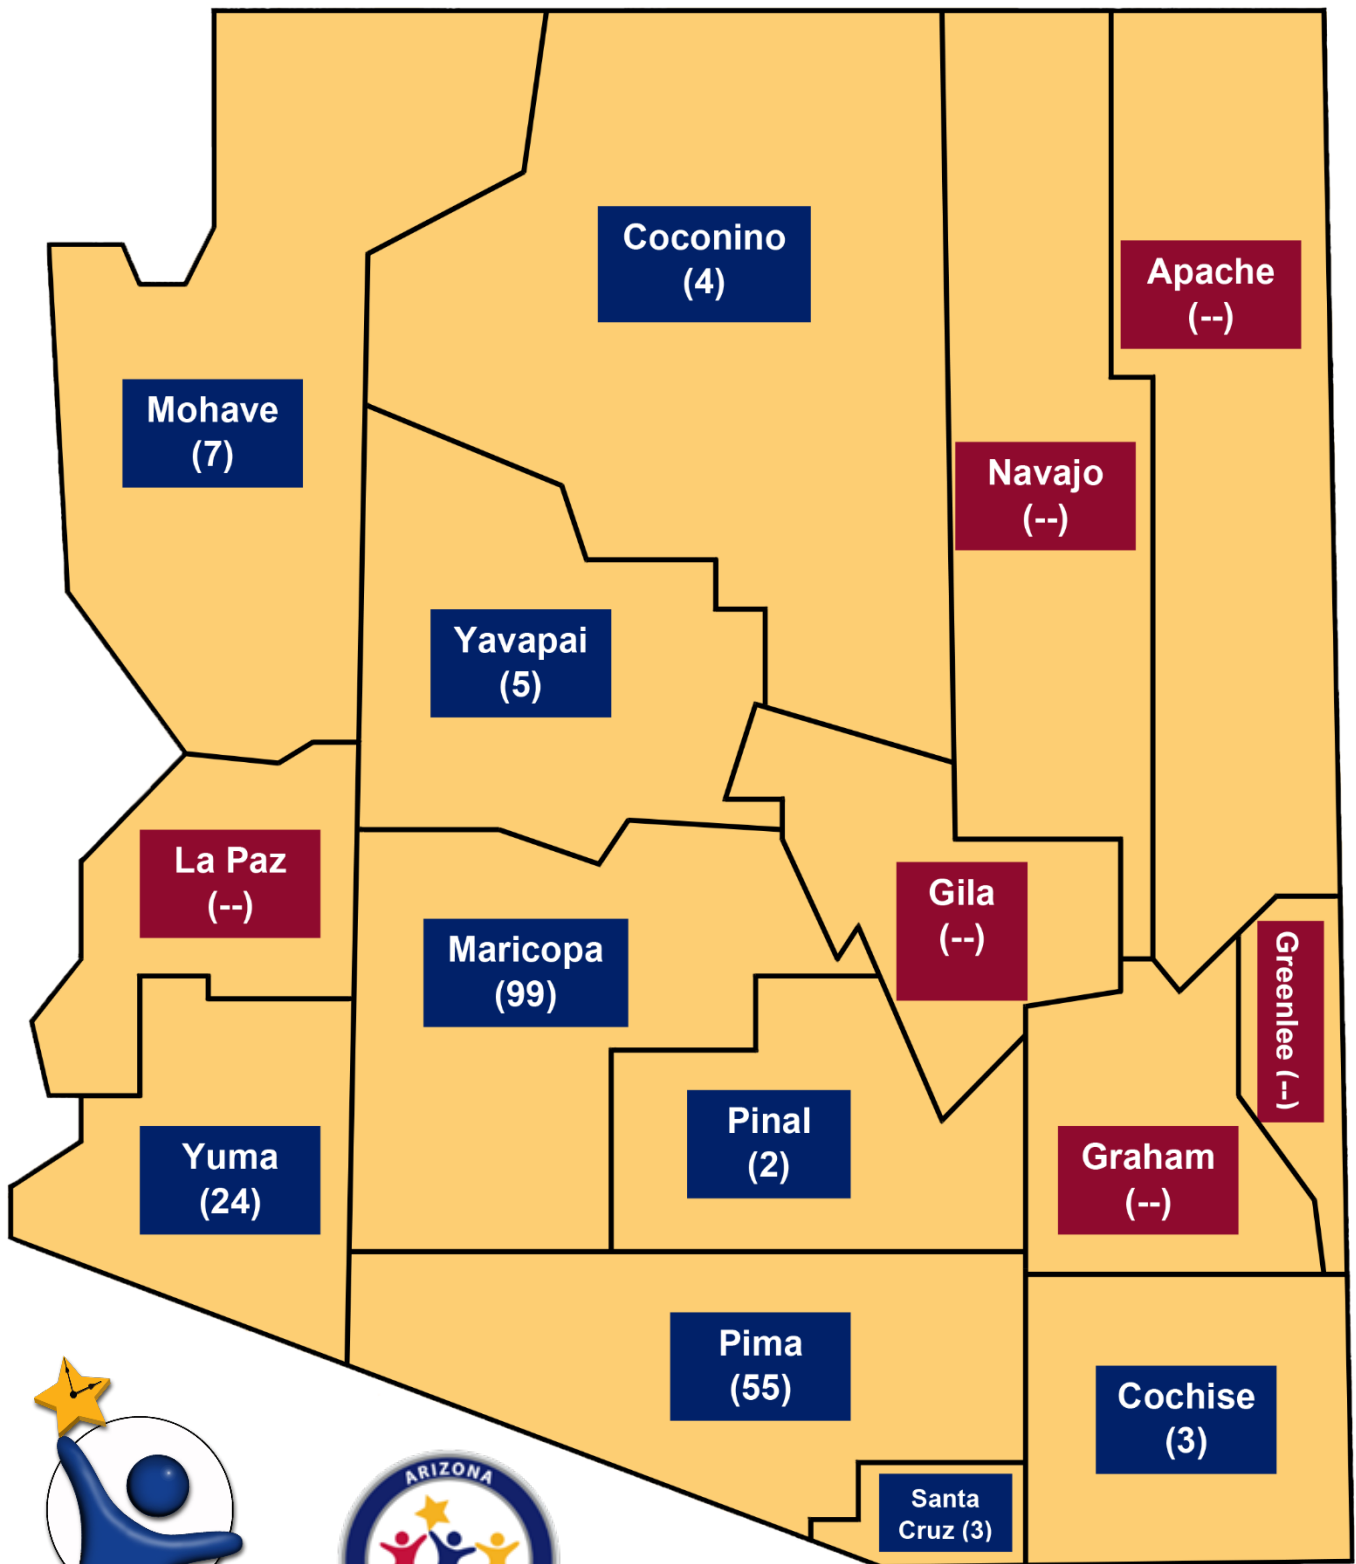 Coconino
(4)
Apache
(--)
Mohave
(7)
Navajo
(--)
Yavapai
(5)
La Paz
(--)
Gila
(--)
Maricopa
(99)
Greenlee (--)
Pinal
(2)
Yuma
(24)
Graham
(--)
Pima
(55)
Cochise
(3)
Santa
Cruz (3)
ARIZONA